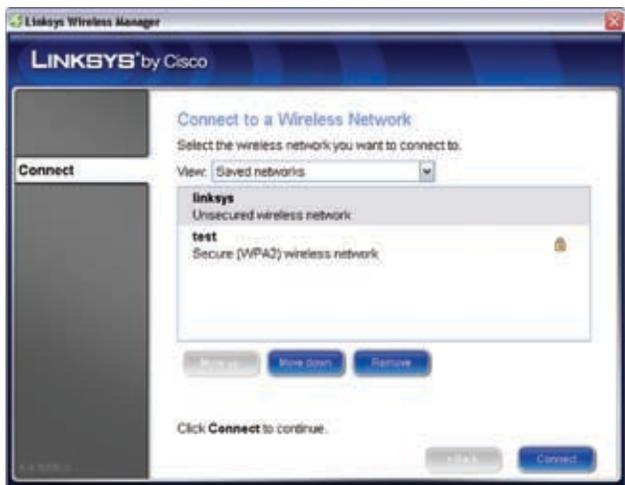 Linksys Wireless Manager
LINKSYS® by Cisco
Connect to a Wireless Network
Select the wireless network you want to connect to.
Connect
View: Saved networks
linksys
Unsecured wireless network
test
Secure (WPA2) wireless network
Move up
Move down
Remove
Click Connect to continue.
< Back
Connect